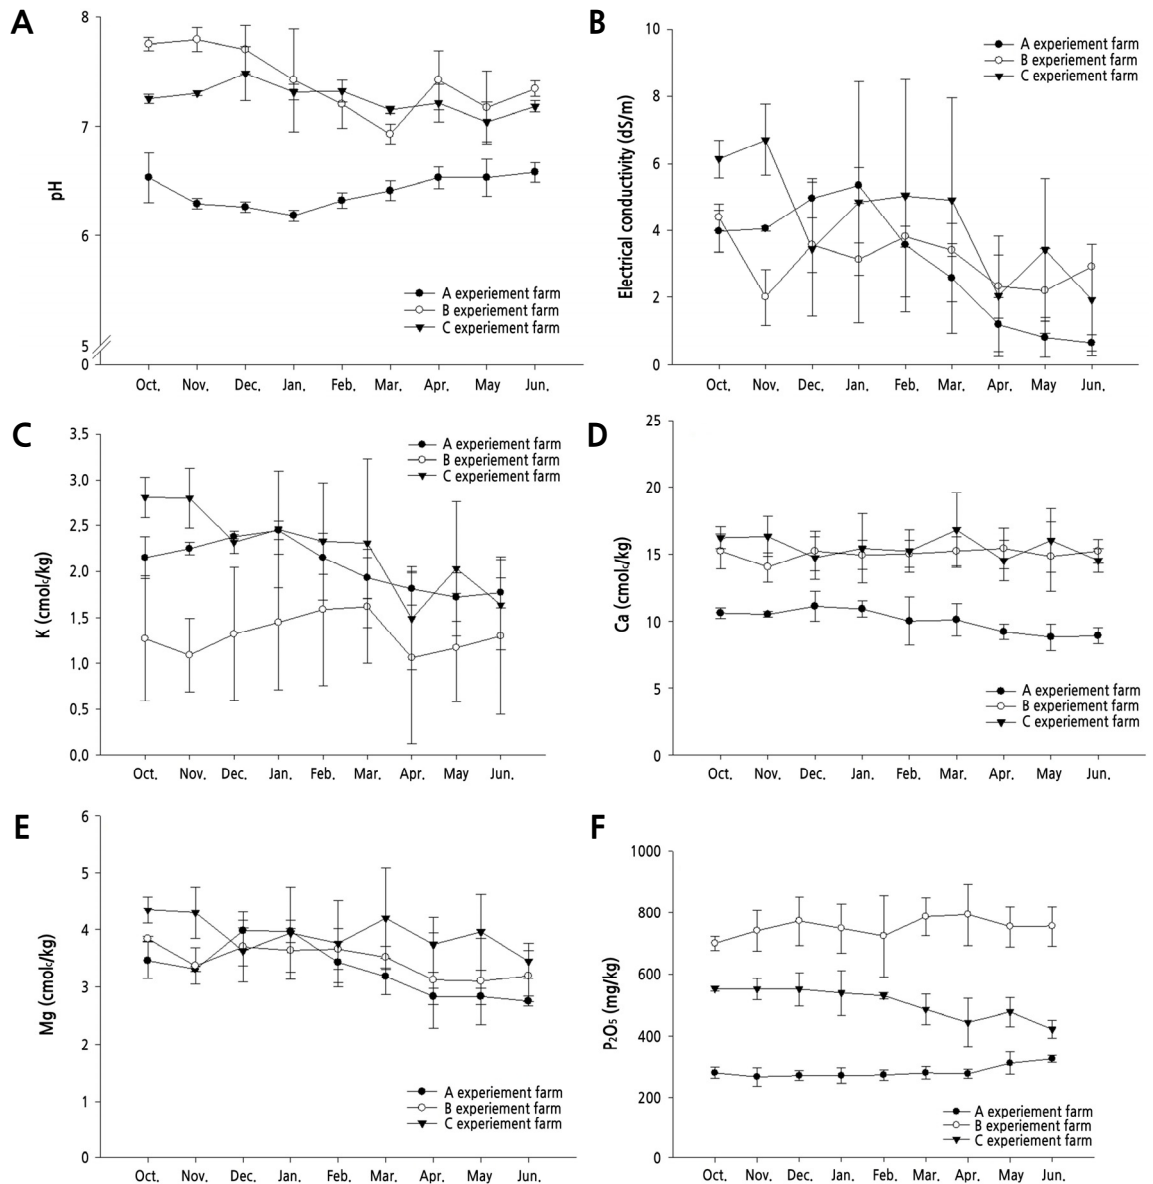 A
8
7
6
5
0
pH
A experiement farm
B experiement farm
C experiement farm
Oct. Nov. Dec. Jan. Feb. Mar. Apr. May Jun.
B
10
8
6
4
2
0
Electrical conductivity (dS/m)
A experiement farm
B experiement farm
C experiement farm
Oct. Nov. Dec. Jan. Feb. Mar. Apr. May Jun.
C
3.5
3.0
2.5
2.0
1.5
1.0
0.5
0.0
K (cmolc/kg)
A experiement farm
B experiement farm
C experiement farm
Oct. Nov. Dec. Jan. Feb. Mar. Apr. May Jun.
D
25
20
15
10
5
0
Ca (cmolc/kg)
A experiement farm
B experiement farm
C experiement farm
Oct. Nov. Dec. Jan. Feb. Mar. Apr. May Jun.
E
6
5
4
3
2
1
0
Mg (cmolc/kg)
A experiement farm
B experiement farm
C experiement farm
Oct. Nov. Dec. Jan. Feb. Mar. Apr. May Jun.
F
1000
800
600
400
200
0
P2O5 (mg/kg)
A experiement farm
B experiement farm
C experiement farm
Oct. Nov. Dec. Jan. Feb. Mar. Apr. May Jun.